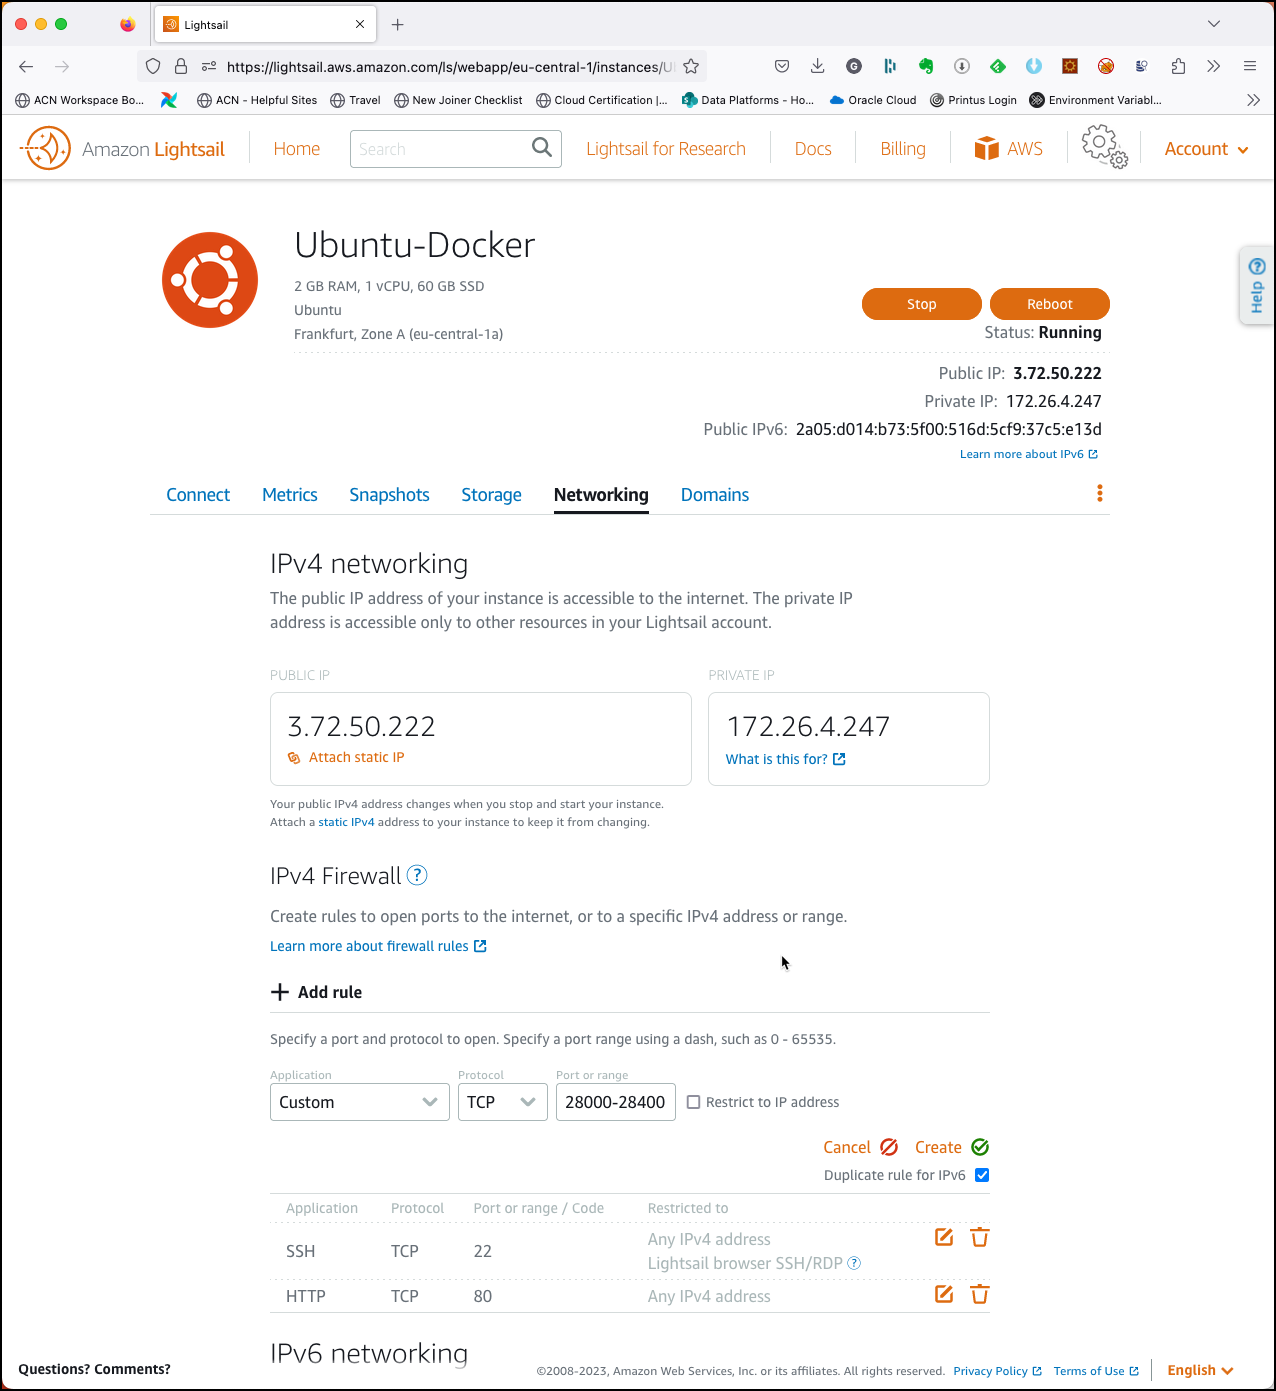 Lightsail
https://lightsail.aws.amazon.com/ls/webapp/eu-central-1/instances/U
ACN Workspace Bo...
ACN - Helpful Sites
Travel
New Joiner Checklist
Cloud Certification |...
Data Platforms - Ho...
Oracle Cloud
Printus Login
Environment Variabl...
Amazon Lightsail
Home
Search
Lightsail for Research
Docs
Billing
AWS
Account
Help
Ubuntu-Docker
2 GB RAM, 1 vCPU, 60 GB SSD
Ubuntu
Frankfurt, Zone A (eu-central-1a)
Stop
Reboot
Status: Running
Public IP: 3.72.50.222
Private IP: 172.26.4.247
Public IPv6: 2a05:d014:b73:5f00:516d:5cf9:37c5:e13d
Learn more about IPv6
Connect
Metrics
Snapshots
Storage
Networking
Domains
IPv4 networking
The public IP address of your instance is accessible to the internet. The private IP
address is accessible only to other resources in your Lightsail account.
PUBLIC IP
3.72.50.222
Attach static IP
PRIVATE IP
172.26.4.247
What is this for?
Your public IPv4 address changes when you stop and start your instance.
Attach a static IPv4 address to your instance to keep it from changing.
IPv4 Firewall ?
Create rules to open ports to the internet, or to a specific IPv4 address or range.
Learn more about firewall rules
+ Add rule
Specify a port and protocol to open. Specify a port range using a dash, such as 0 - 65535.
Application
Protocol
Port or range
Custom
TCP
28000-28400
Restrict to IP address
Cancel
Create
Duplicate rule for IPv6
Application Protocol Port or range / Code Restricted to
SSH TCP 22 Any IPv4 address
Lightsail browser SSH/RDP ?
HTTP TCP 80 Any IPv4 address
IPv6 networking
Questions? Comments?
©2008-2023, Amazon Web Services, Inc. or its affiliates. All rights reserved.
Privacy Policy
Terms of Use
English